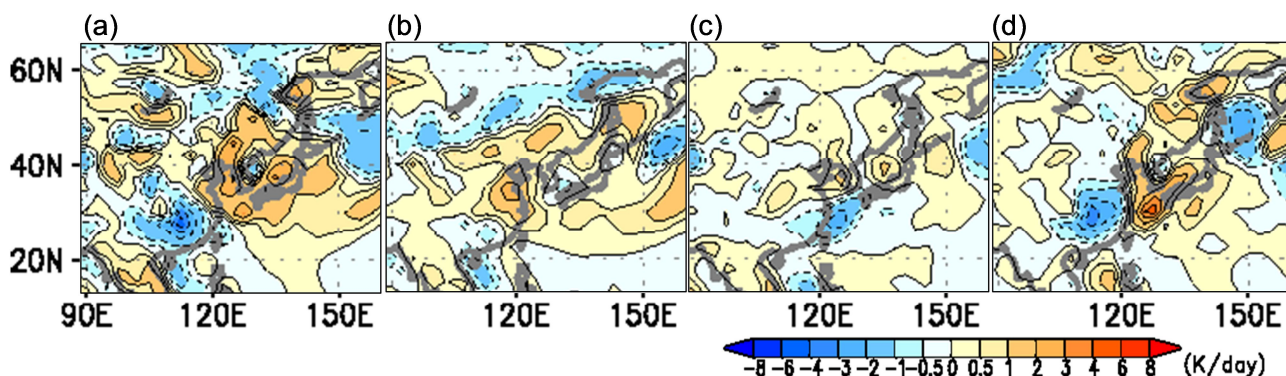 (a) (b) (c) (d)
60N
40N
20N
90E 120E 150E 120E 150E 120E 150E 120E 150E
-8 -6 -4 -3 -2 -1 -0.5 0 0.5 1 2 3 4 6 8 (K/day)